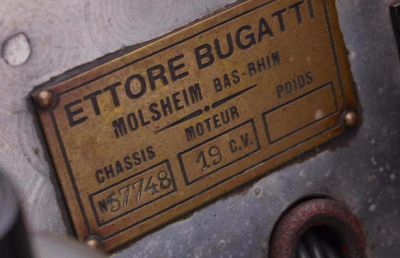 ETTORE BUGATTI
MOLSHEIM BAS-RHIN
CHASSIS MOTEUR POIDS
Nº57748 19 C.V.